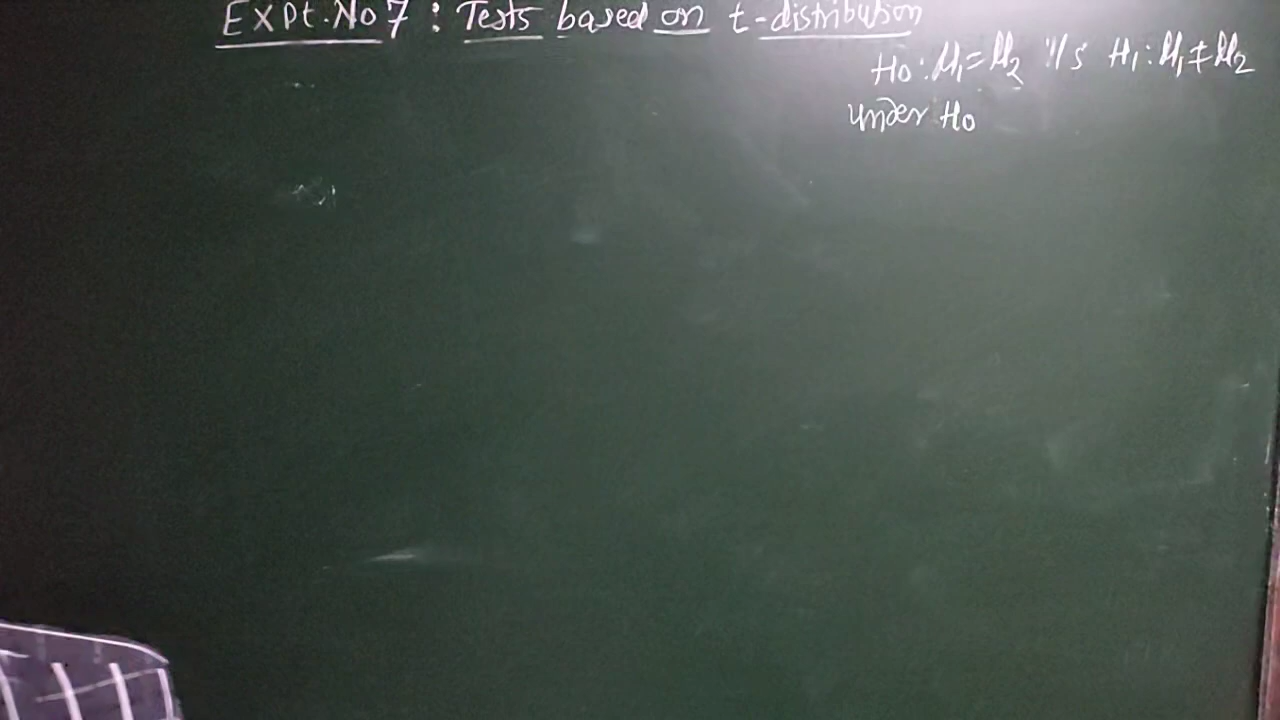 Expt.No 7 : Tests based on t-distribution
H0 : μ1 = μ2 V/s H1 : μ1 ≠ μ2
under H0